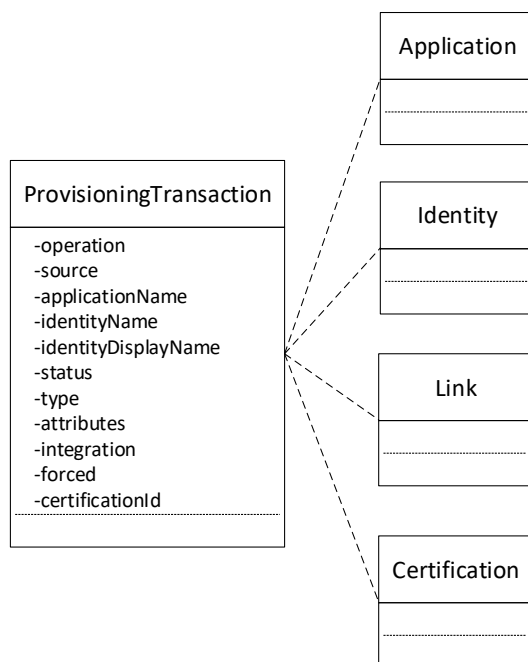 Application
ProvisioningTransaction
-operation
-source
-applicationName
-identityName
-identityDisplayName
-status
-type
-attributes
-integration
-forced
-certificationId
Identity
Link
Certification